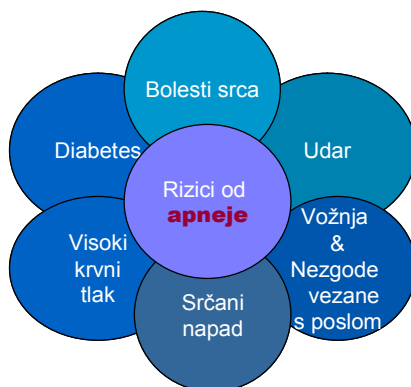 Bolesti srca
Diabetes
Udar
Rizici od
apneje
Visoki
krvni
tlak
Vožnja
&
Nezgode
vezane
s poslom
Srčani
napad